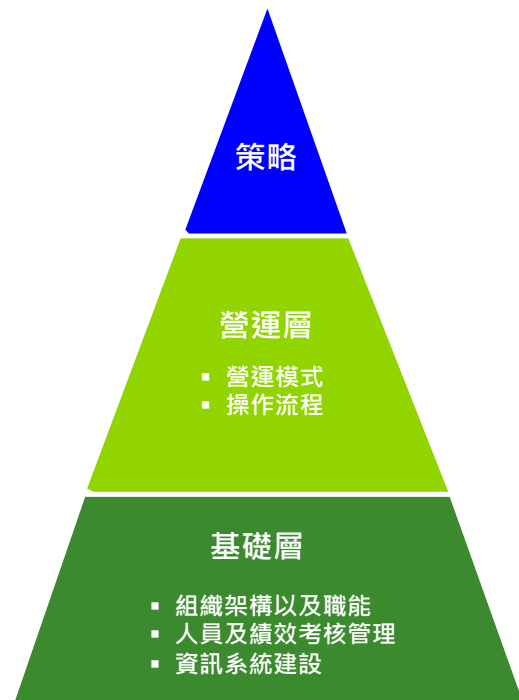 策略
營運層
▪ 營運模式
▪ 操作流程
基礎層
▪ 組織架構以及職能
▪ 人員及績效考核管理
▪ 資訊系統建設